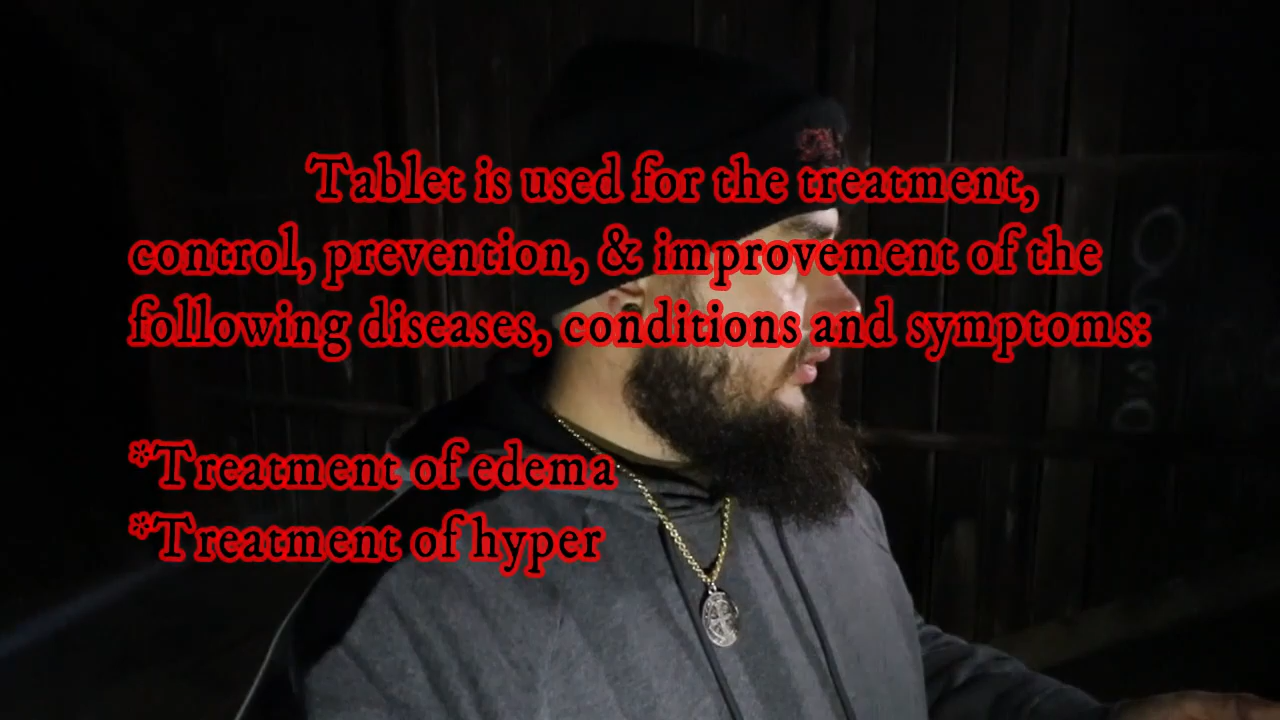 Tablet is used for the treatment,
control, prevention, & improvement of the
following diseases, conditions and symptoms:
*Treatment of edema
*Treatment of hyper